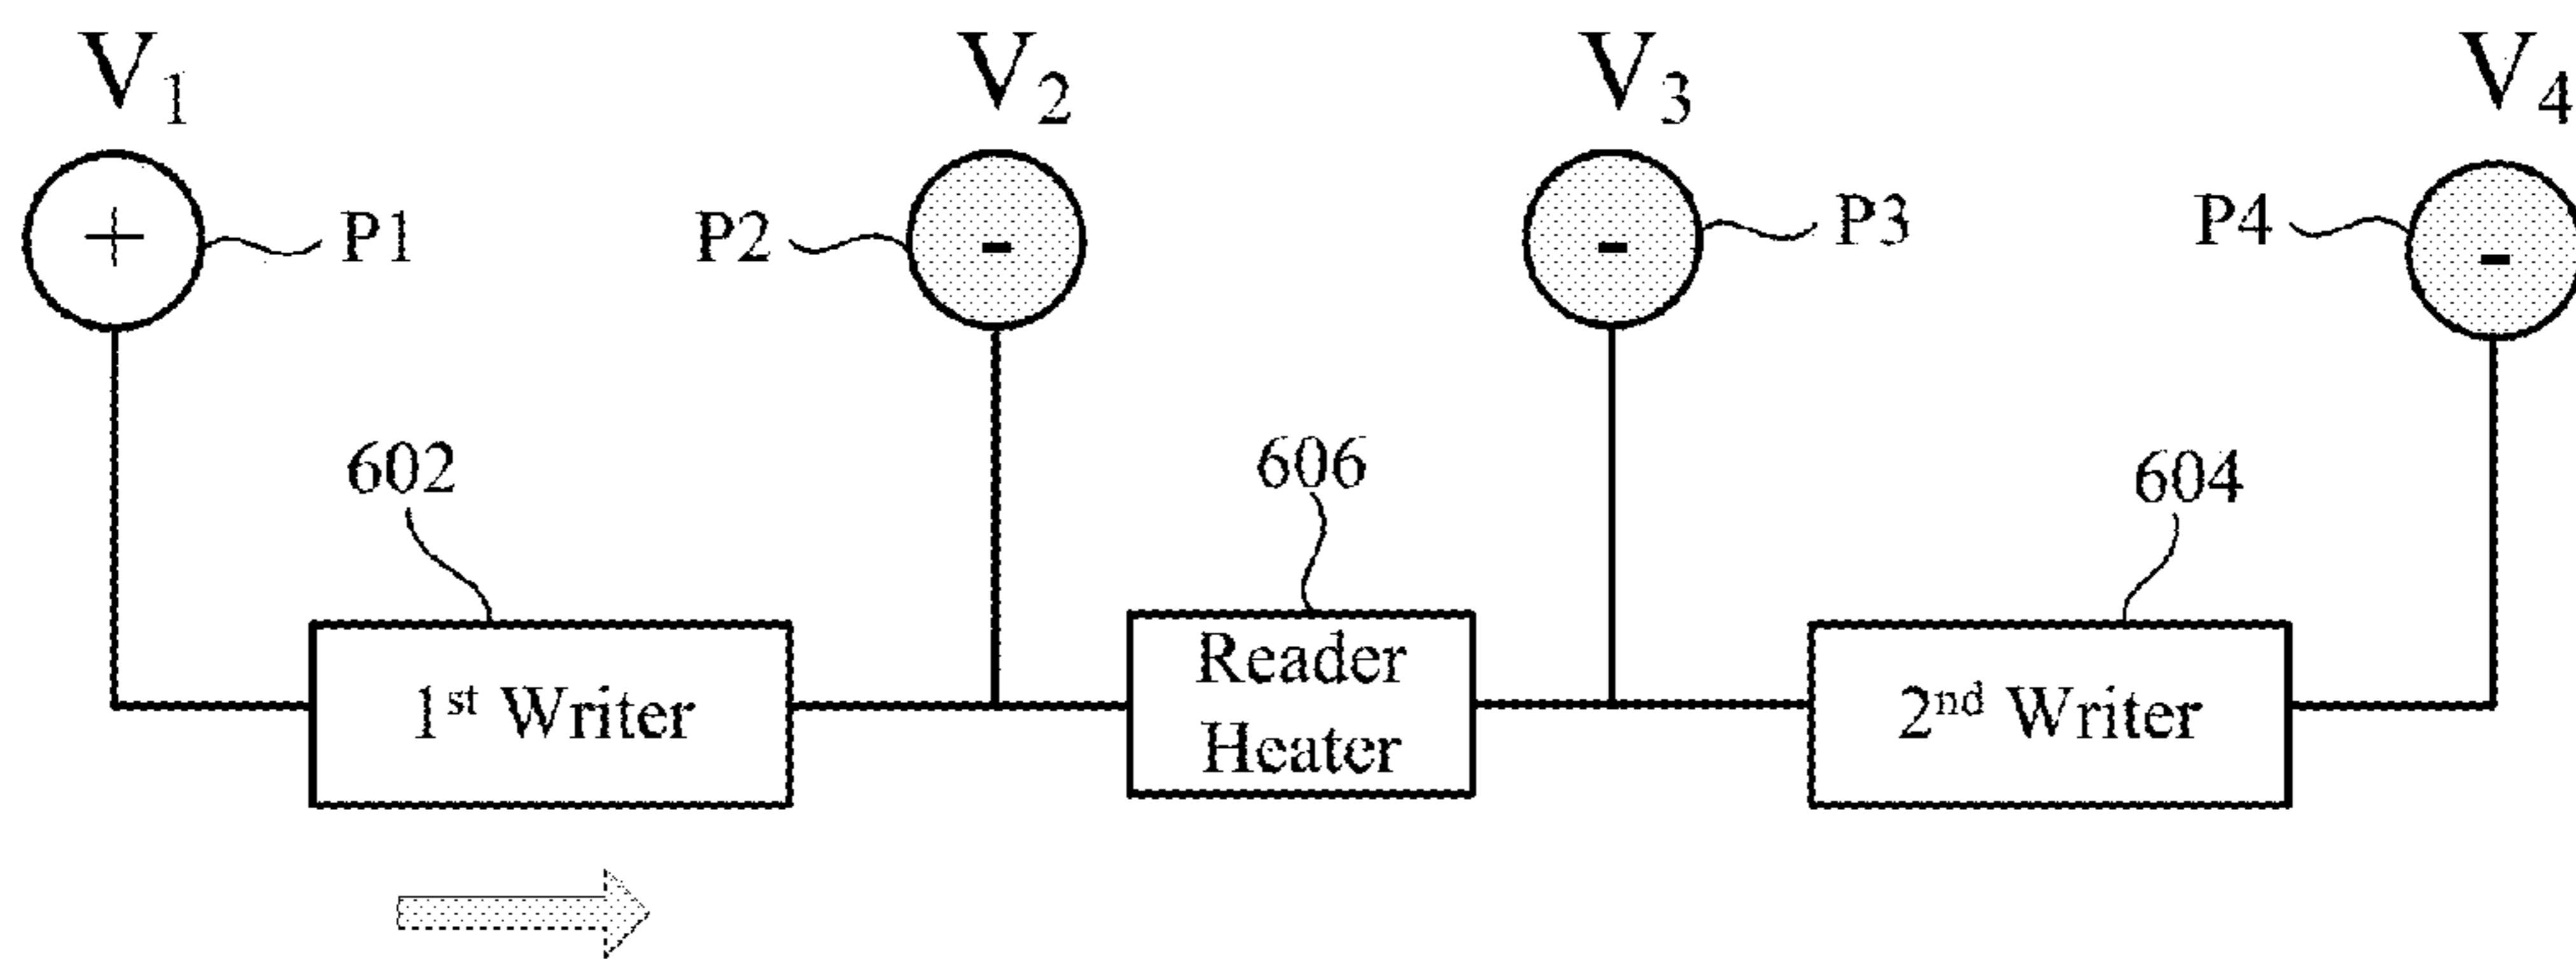 V₁ V₂ V₃ V₄
+ P1 P2 - - P3 P4 -
602 606 604
1ˢᵗ Writer Reader Heater 2ⁿᵈ Writer